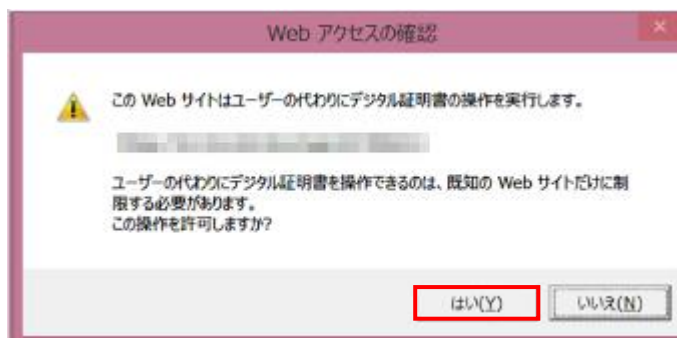 Web アクセスの確認
この Web サイトはユーザーの代わりにデジタル証明書の操作を実行します。
ユーザーの代わりにデジタル証明書を操作できるのは、既知の Web サイトだけに制
限する必要があります。
この操作を許可しますか?
はい(Y)
いいえ(N)